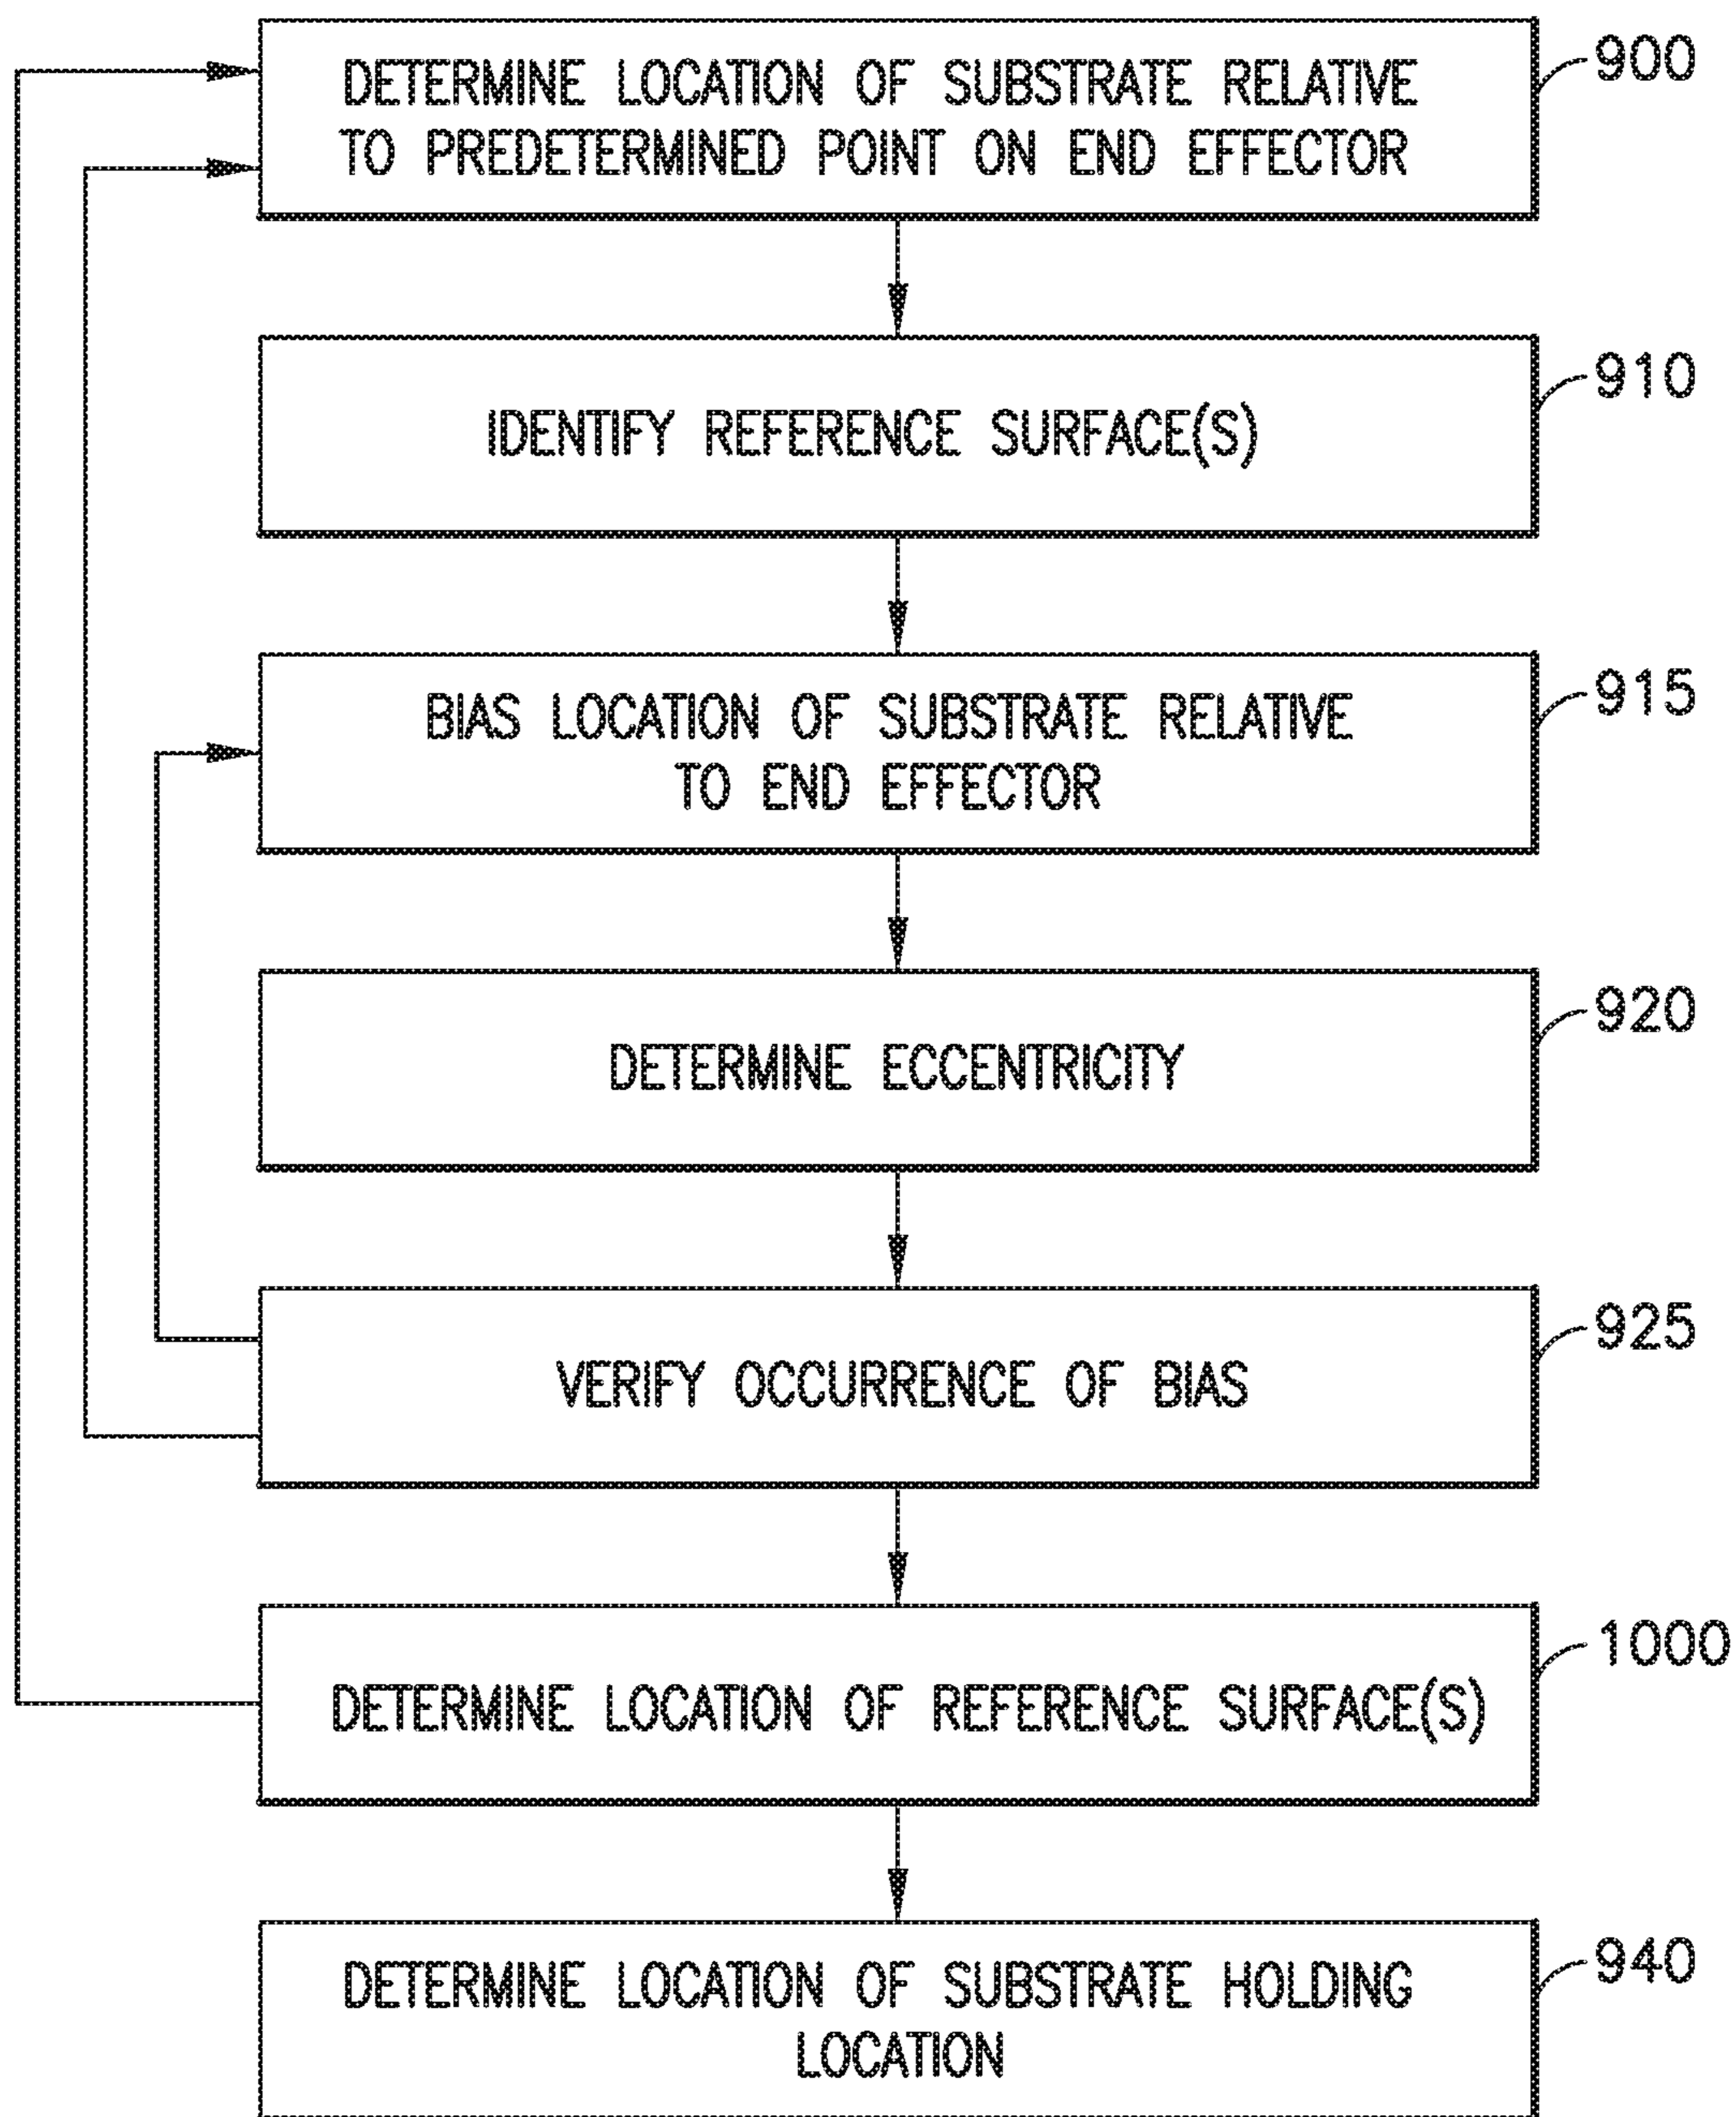 DETERMINE LOCATION OF SUBSTRATE RELATIVE
TO PREDETERMINED POINT ON END EFFECTOR
900
IDENTIFY REFERENCE SURFACE(S)
910
BIAS LOCATION OF SUBSTRATE RELATIVE
TO END EFFECTOR
915
DETERMINE ECCENTRICITY
920
VERIFY OCCURRENCE OF BIAS
925
DETERMINE LOCATION OF REFERENCE SURFACE(S)
1000
DETERMINE LOCATION OF SUBSTRATE HOLDING
LOCATION
940